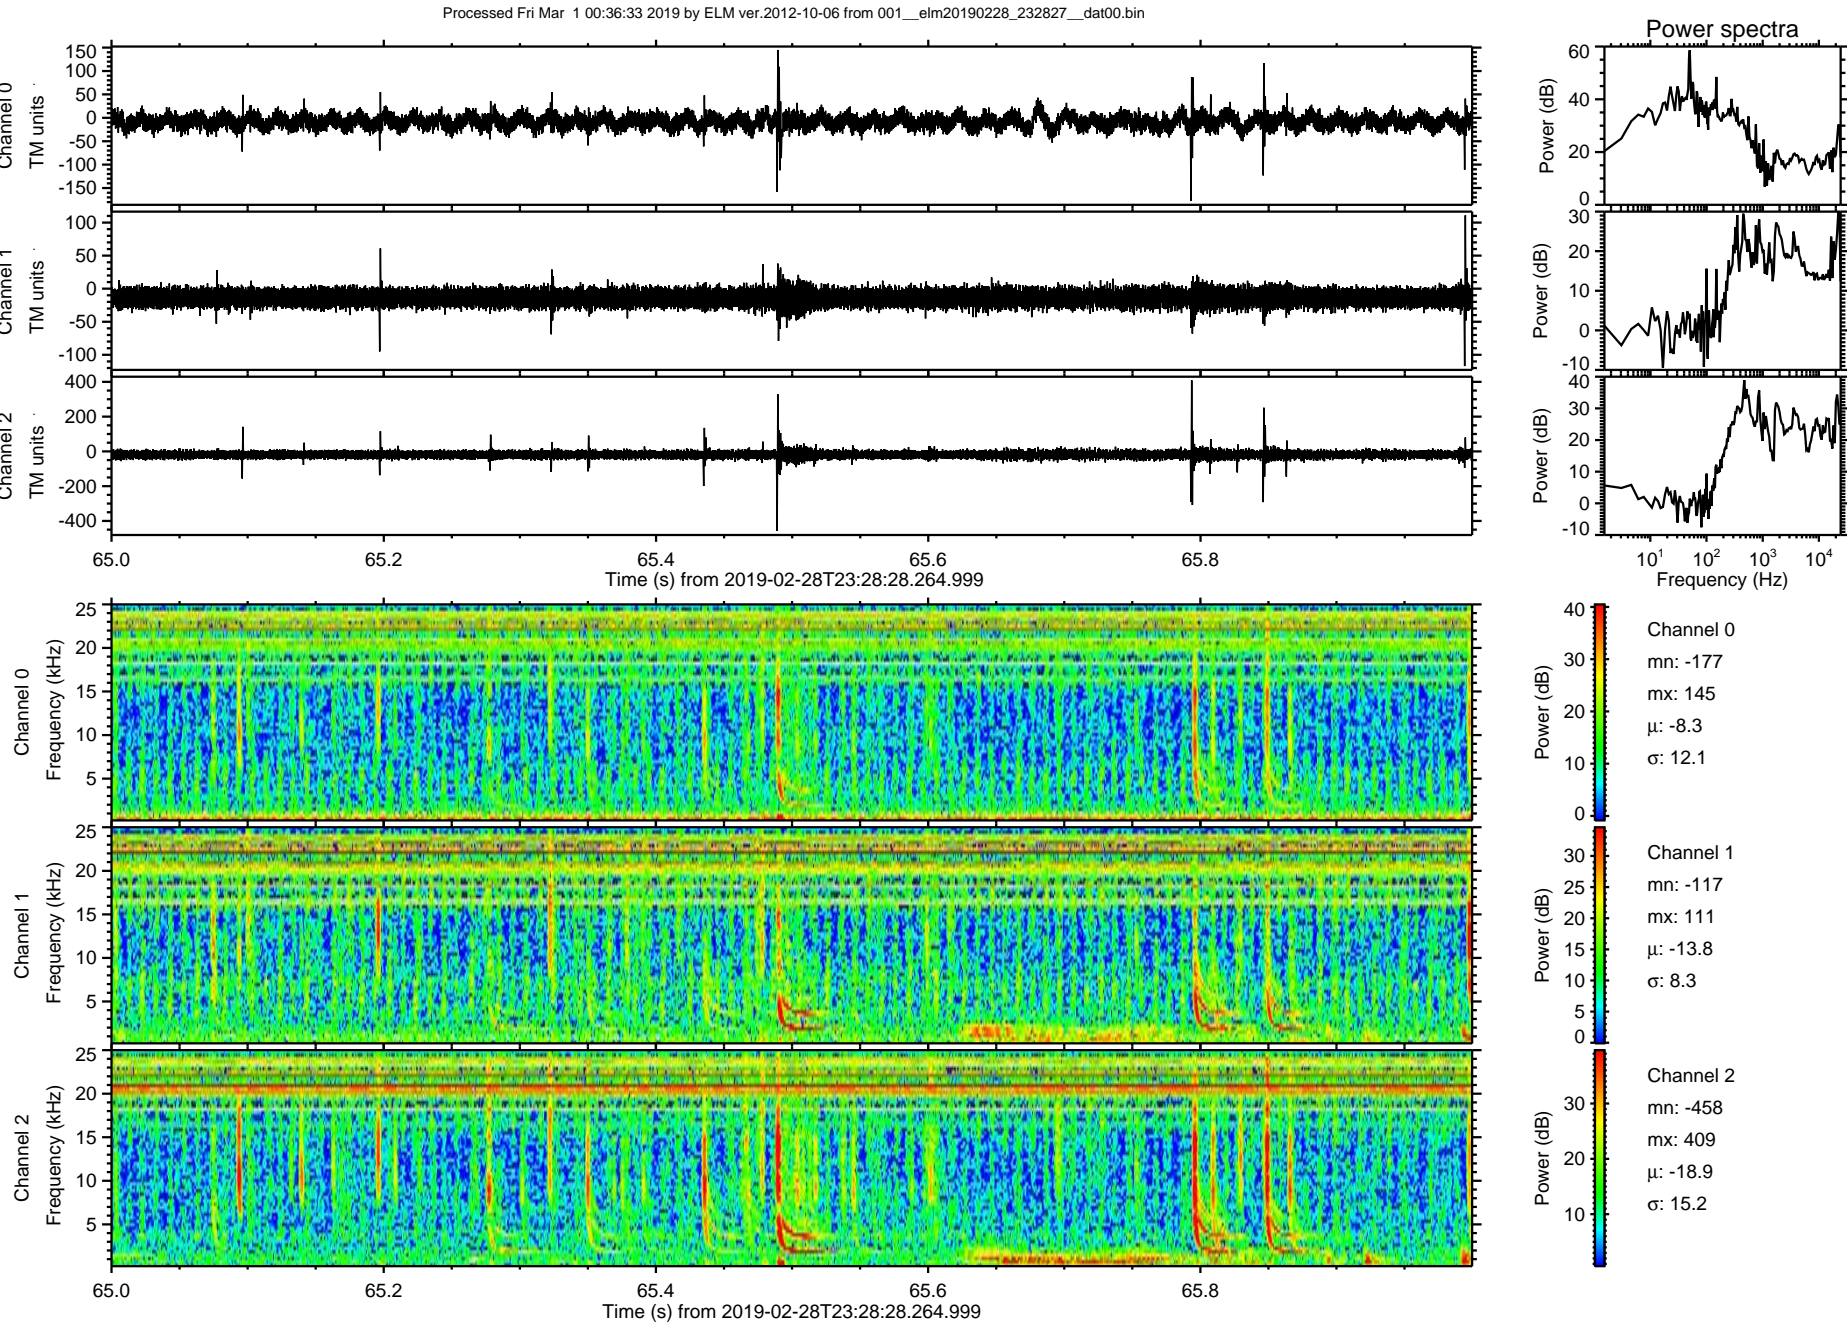 Processed Fri Mar  1 00:36:33 2019 by ELM ver.2012-10-06 from 001__elm20190228_232827__dat00.bin
Power spectra
Channel 0
TM units
150
100
50
0
-50
-100
-150
Power (dB)
60
40
20
0
Channel 1
TM units
100
50
0
-50
-100
Power (dB)
30
20
10
0
-10
Channel 2
TM units
400
200
0
-200
-400
Power (dB)
40
30
20
10
0
-10
65.0 65.2 65.4 65.6 65.8
Time (s) from 2019-02-28T23:28:28.264.999
10^1 10^2 10^3 10^4
Frequency (Hz)
Channel 0
Frequency (kHz)
25
20
15
10
5
Power (dB)
40
30
20
10
0
Channel 0
mn: -177
mx: 145
μ: -8.3
σ: 12.1
Channel 1
Frequency (kHz)
25
20
15
10
5
Power (dB)
30
25
20
15
10
5
0
Channel 1
mn: -117
mx: 111
μ: -13.8
σ: 8.3
Channel 2
Frequency (kHz)
25
20
15
10
5
Power (dB)
30
20
10
Channel 2
mn: -458
mx: 409
μ: -18.9
σ: 15.2
65.0 65.2 65.4 65.6 65.8
Time (s) from 2019-02-28T23:28:28.264.999